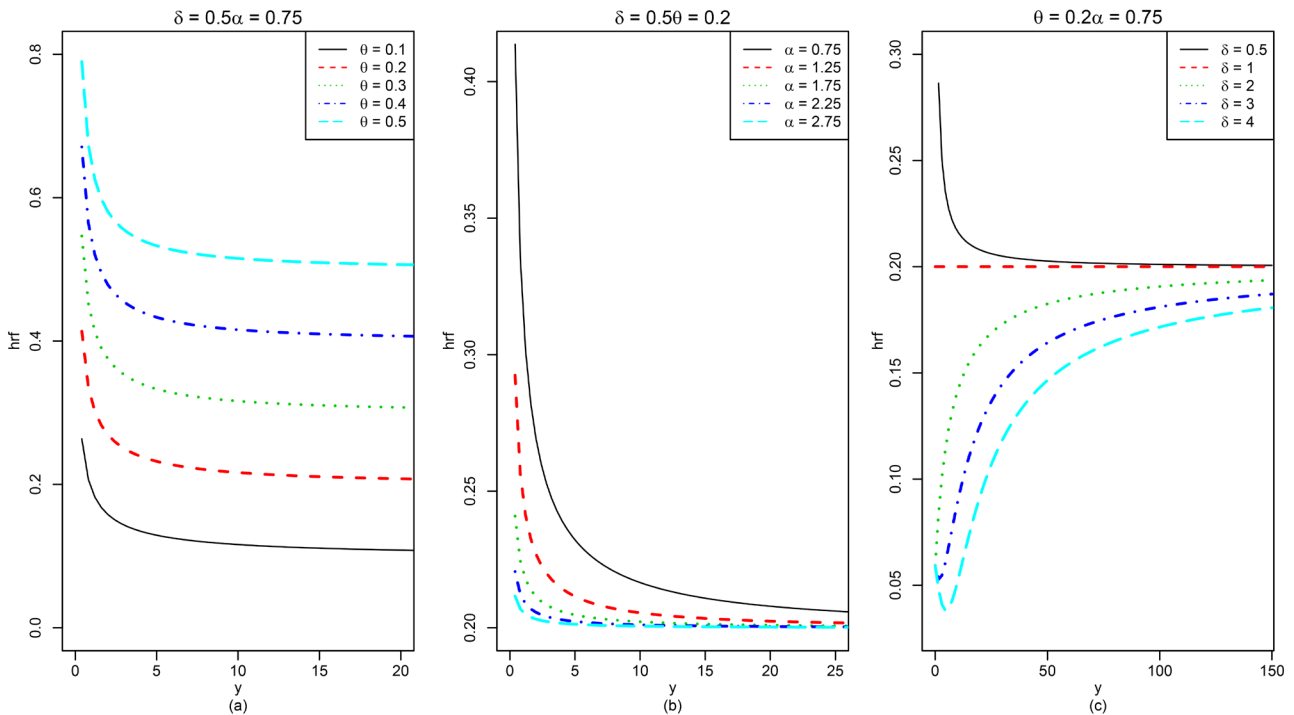 δ = 0.5α = 0.75
θ = 0.1
θ = 0.2
θ = 0.3
θ = 0.4
θ = 0.5
0.8
0.6
0.4
0.2
0.0
hrf
0 5 10 15 20
y
(a)
δ = 0.5θ = 0.2
α = 0.75
α = 1.25
α = 1.75
α = 2.25
α = 2.75
0.40
0.35
0.30
0.25
0.20
hrf
0 5 10 15 20 25
y
(b)
θ = 0.2α = 0.75
δ = 0.5
δ = 1
δ = 2
δ = 3
δ = 4
0.30
0.25
0.20
0.15
0.10
0.05
hrf
0 50 100 150
y
(c)